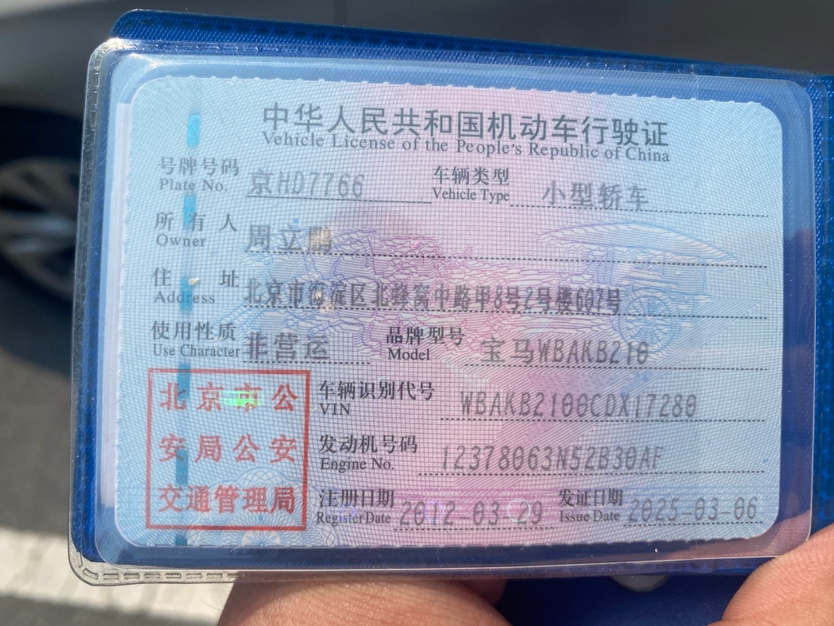 中华人民共和国机动车行驶证
Vehicle License of the People's Republic of China
号牌号码 京HD7766 车辆类型 小型轿车
Plate No. Vehicle Type
所有人 周立鹏
Owner
住址 北京市海淀区北蜂窝中路甲8号2号楼607号
Address
使用性质 非营运 品牌型号 宝马WBAKB210
Use Character Model
北京市公
安局公安
交通管理局
车辆识别代号 WBAKB2100CDX17280
VIN
发动机号码 12378063N52B30AF
Engine No.
注册日期 2012-03-29 发证日期 2025-03-06
Register Date Issue Date